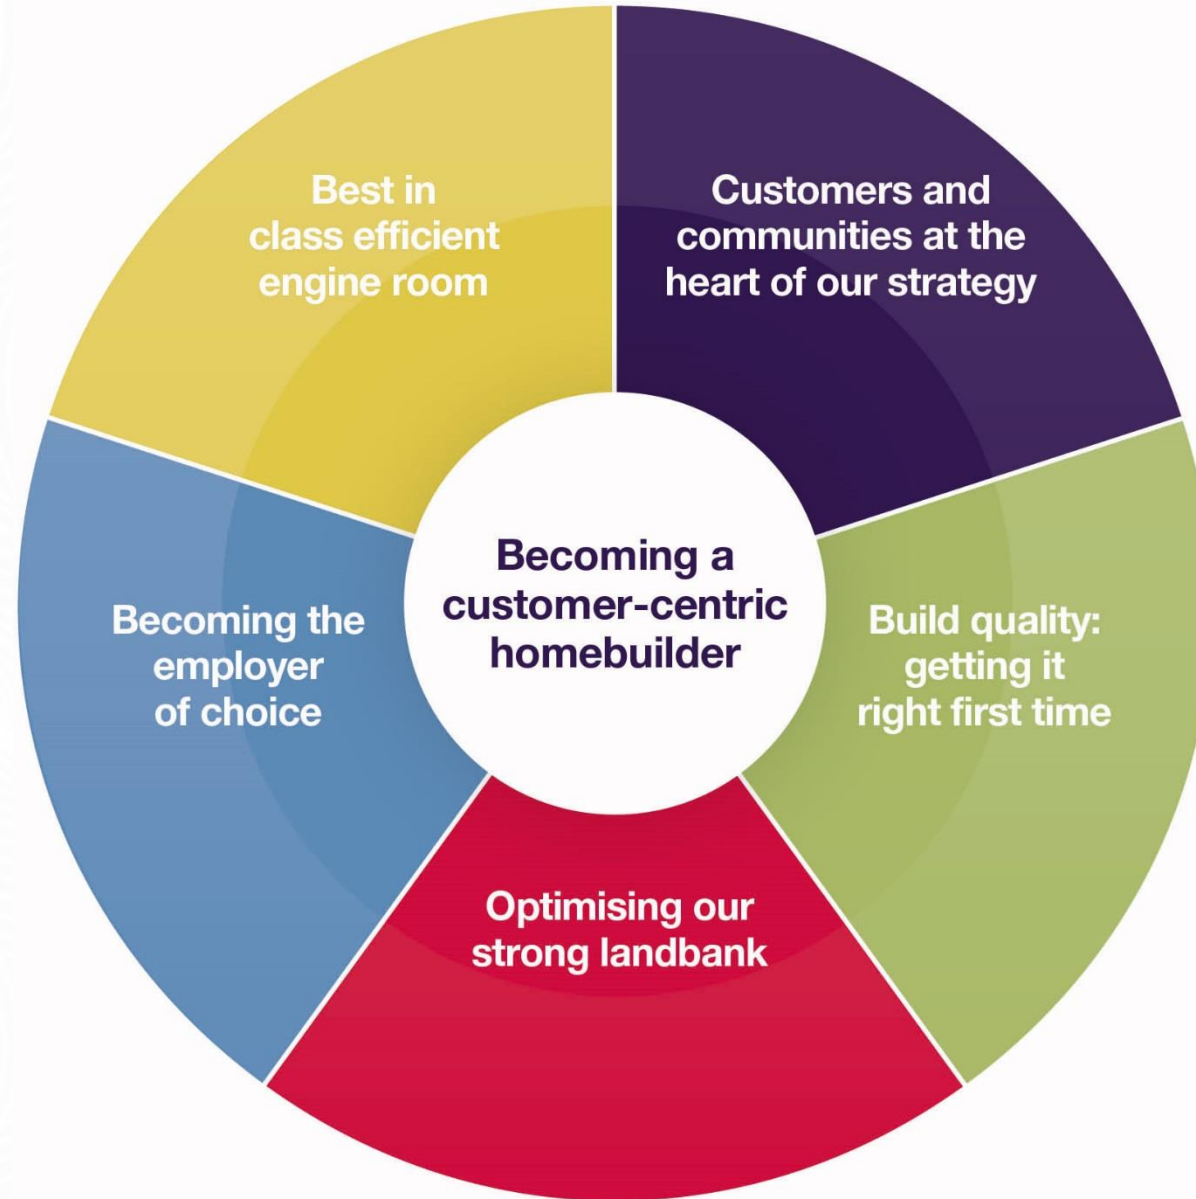 Best in
class efficient
engine room
Customers and
communities at the
heart of our strategy
Becoming a
customer-centric
homebuilder
Becoming the
employer
of choice
Build quality:
getting it
right first time
Optimising our
strong landbank